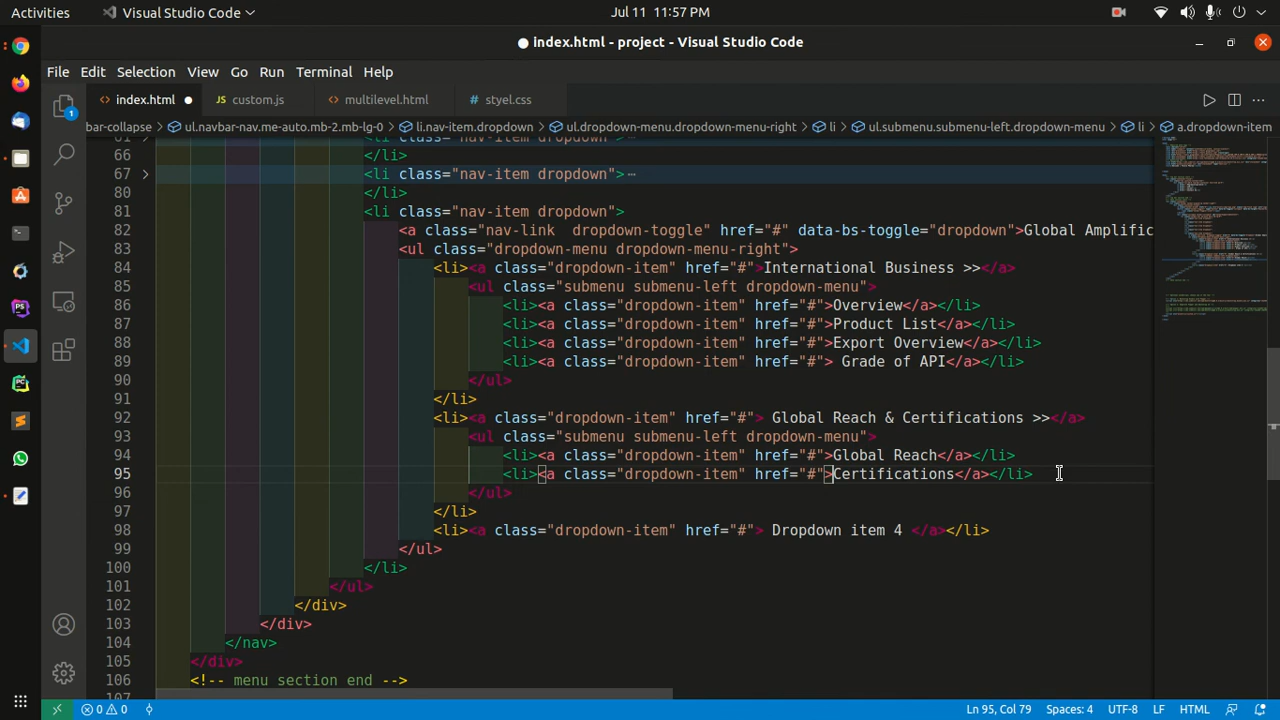 Activities
Visual Studio Code
Jul 11 11:57 PM
● index.html - project - Visual Studio Code
File Edit Selection View Go Run Terminal Help
index.html ●
JS custom.js
multilevel.html
# styel.css
bar-collapse > ul.navbar-nav.me-auto.mb-2.mb-lg-0 > li.nav-item.dropdown > ul.dropdown-menu.dropdown-menu-right > li > ul.submenu.submenu-left.dropdown-menu > li > a.dropdown-item
61 <li class="nav-item dropdown"> ⋯
66 </li>
67 <li class="nav-item dropdown"> ⋯
80 </li>
81 <li class="nav-item dropdown">
82 <a class="nav-link  dropdown-toggle" href="#" data-bs-toggle="dropdown">Global Amplific
83 <ul class="dropdown-menu dropdown-menu-right">
84 <li><a class="dropdown-item" href="#">International Business >></a>
85 <ul class="submenu submenu-left dropdown-menu">
86 <li><a class="dropdown-item" href="#">Overview</a></li>
87 <li><a class="dropdown-item" href="#">Product List</a></li>
88 <li><a class="dropdown-item" href="#">Export Overview</a></li>
89 <li><a class="dropdown-item" href="#"> Grade of API</a></li>
90 </ul>
91 </li>
92 <li><a class="dropdown-item" href="#"> Global Reach & Certifications >></a>
93 <ul class="submenu submenu-left dropdown-menu">
94 <li><a class="dropdown-item" href="#">Global Reach</a></li>
95 <li><a class="dropdown-item" href="#">Certifications</a></li>
96 </ul>
97 </li>
98 <li><a class="dropdown-item" href="#"> Dropdown item 4 </a></li>
99 </ul>
100 </li>
101 </ul>
102 </div>
103 </div>
104 </nav>
105 </div>
106 <!-- menu section end -->
107
0 0 Ln 95, Col 79 Spaces: 4 UTF-8 LF HTML